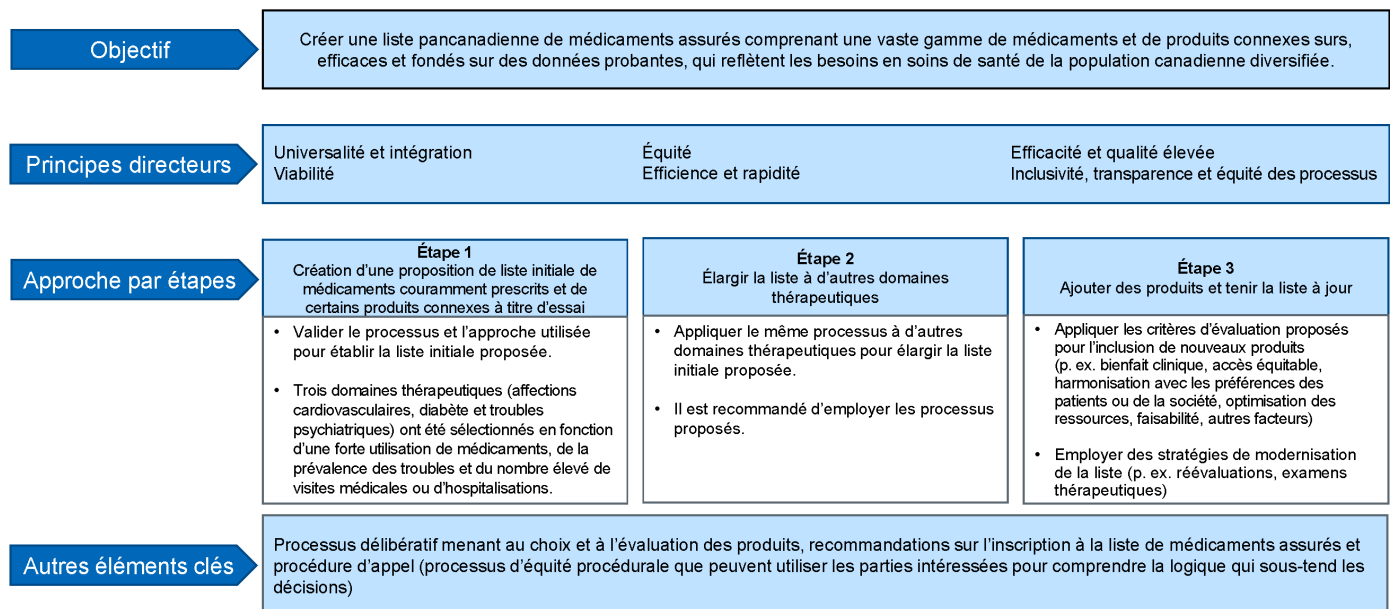 Objectif
Créer une liste pancanadienne de médicaments assurés comprenant une vaste gamme de médicaments et de produits connexes surs,
efficaces et fondés sur des données probantes, qui reflètent les besoins en soins de santé de la population canadienne diversifiée.
Principes directeurs
Universalité et intégration
Viabilité
Équité
Efficience et rapidité
Efficacité et qualité élevée
Inclusivité, transparence et équité des processus
Approche par étapes
Étape 1
Création d’une proposition de liste initiale de
médicaments couramment prescrits et de
certains produits connexes à titre d’essai
• Valider le processus et l’approche utilisée
pour établir la liste initiale proposée.
• Trois domaines thérapeutiques (affections
cardiovasculaires, diabète et troubles
psychiatriques) ont été sélectionnés en fonction
d’une forte utilisation de médicaments, de la
prévalence des troubles et du nombre élevé de
visites médicales ou d’hospitalisations.
Étape 2
Élargir la liste à d’autres domaines
thérapeutiques
• Appliquer le même processus à d’autres
domaines thérapeutiques pour élargir la liste
initiale proposée.
• Il est recommandé d’employer les processus
proposés.
Étape 3
Ajouter des produits et tenir la liste à jour
• Appliquer les critères d’évaluation proposés
pour l’inclusion de nouveaux produits
(p. ex. bienfait clinique, accès équitable,
harmonisation avec les préférences des
patients ou de la société, optimisation des
ressources, faisabilité, autres facteurs)
• Employer des stratégies de modernisation
de la liste (p. ex. réévaluations, examens
thérapeutiques)
Autres éléments clés
Processus délibératif menant au choix et à l’évaluation des produits, recommandations sur l’inscription à la liste de médicaments assurés et
procédure d’appel (processus d’équité procédurale que peuvent utiliser les parties intéressées pour comprendre la logique qui sous-tend les
décisions)